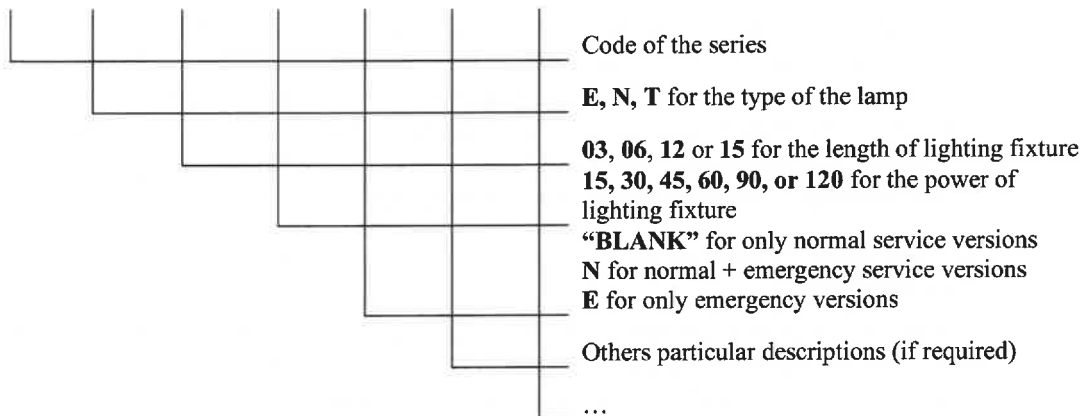 Code of the series
E, N, T for the type of the lamp
03, 06, 12 or 15 for the length of lighting fixture
15, 30, 45, 60, 90, or 120 for the power of
lighting fixture
“BLANK” for only normal service versions
N for normal + emergency service versions
E for only emergency versions
Others particular descriptions (if required)
…